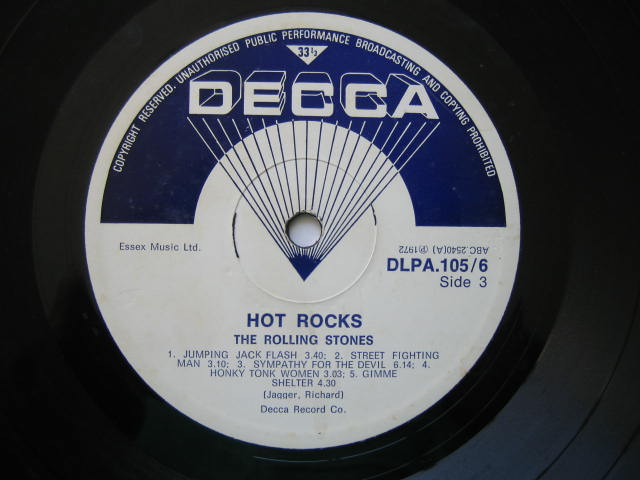 COPYRIGHT RESERVED. UNAUTHORISED PUBLIC PERFORMANCE BROADCASTING AND COPYING PROHIBITED
33⅓
DECCA
Essex Music Ltd.
ABC.2540(A) ℗1972
DLPA.105/6
Side 3
HOT ROCKS
THE ROLLING STONES
1. JUMPING JACK FLASH 3.40; 2. STREET FIGHTING
MAN 3.10; 3. SYMPATHY FOR THE DEVIL 6.14; 4.
HONKY TONK WOMEN 3.03; 5. GIMME
SHELTER 4.30
(Jagger, Richard)
Decca Record Co.